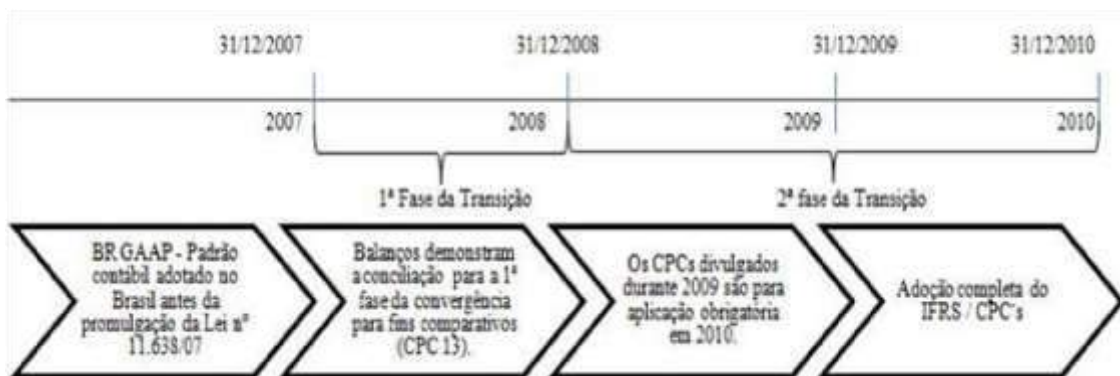 31/12/2007 31/12/2008 31/12/2009 31/12/2010
2007 2008 2009 2010
1ª Fase da Transição 2ª fase da Transição
BR GAAP - Padrão
contábil adotado no
Brasil antes da
promulgação da Lei nº
11.638/07
Balanços demonstram
a conciliação para a 1ª
fase da convergência
para fins comparativos
(CPC 13).
Os CPCs divulgados
durante 2009 são para
aplicação obrigatória
em 2010.
Adoção completa do
IFRS / CPC´s